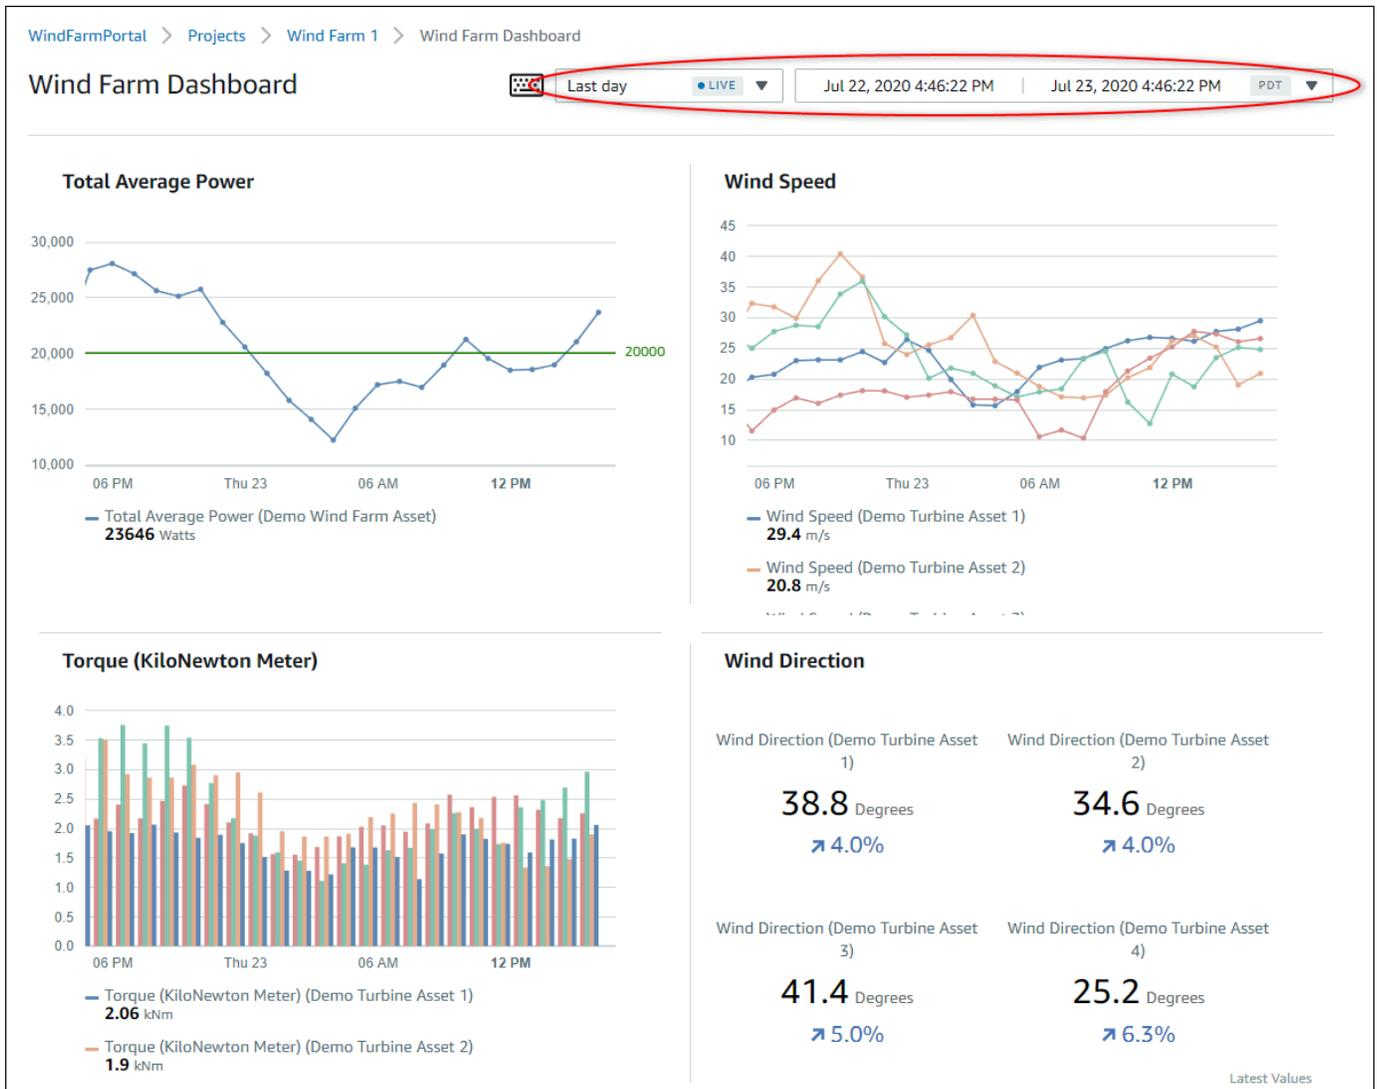 WindFarmPortal > Projects > Wind Farm 1 > Wind Farm Dashboard
Wind Farm Dashboard
Last day LIVE Jul 22, 2020 4:46:22 PM Jul 23, 2020 4:46:22 PM PDT
Total Average Power
30,000
25,000
20,000
20000
15,000
10,000
06 PM Thu 23 06 AM 12 PM
Total Average Power (Demo Wind Farm Asset)
23646 Watts
Wind Speed
45
40
35
30
25
20
15
10
06 PM Thu 23 06 AM 12 PM
Wind Speed (Demo Turbine Asset 1)
29.4 m/s
Wind Speed (Demo Turbine Asset 2)
20.8 m/s
Torque (KiloNewton Meter)
4.0
3.5
3.0
2.5
2.0
1.5
1.0
0.5
0.0
06 PM Thu 23 06 AM 12 PM
Torque (KiloNewton Meter) (Demo Turbine Asset 1)
2.06 kNm
Torque (KiloNewton Meter) (Demo Turbine Asset 2)
1.9 kNm
Wind Direction
Wind Direction (Demo Turbine Asset
1)
38.8 Degrees
4.0%
Wind Direction (Demo Turbine Asset
2)
34.6 Degrees
4.0%
Wind Direction (Demo Turbine Asset
3)
41.4 Degrees
5.0%
Wind Direction (Demo Turbine Asset
4)
25.2 Degrees
6.3%
Latest Values